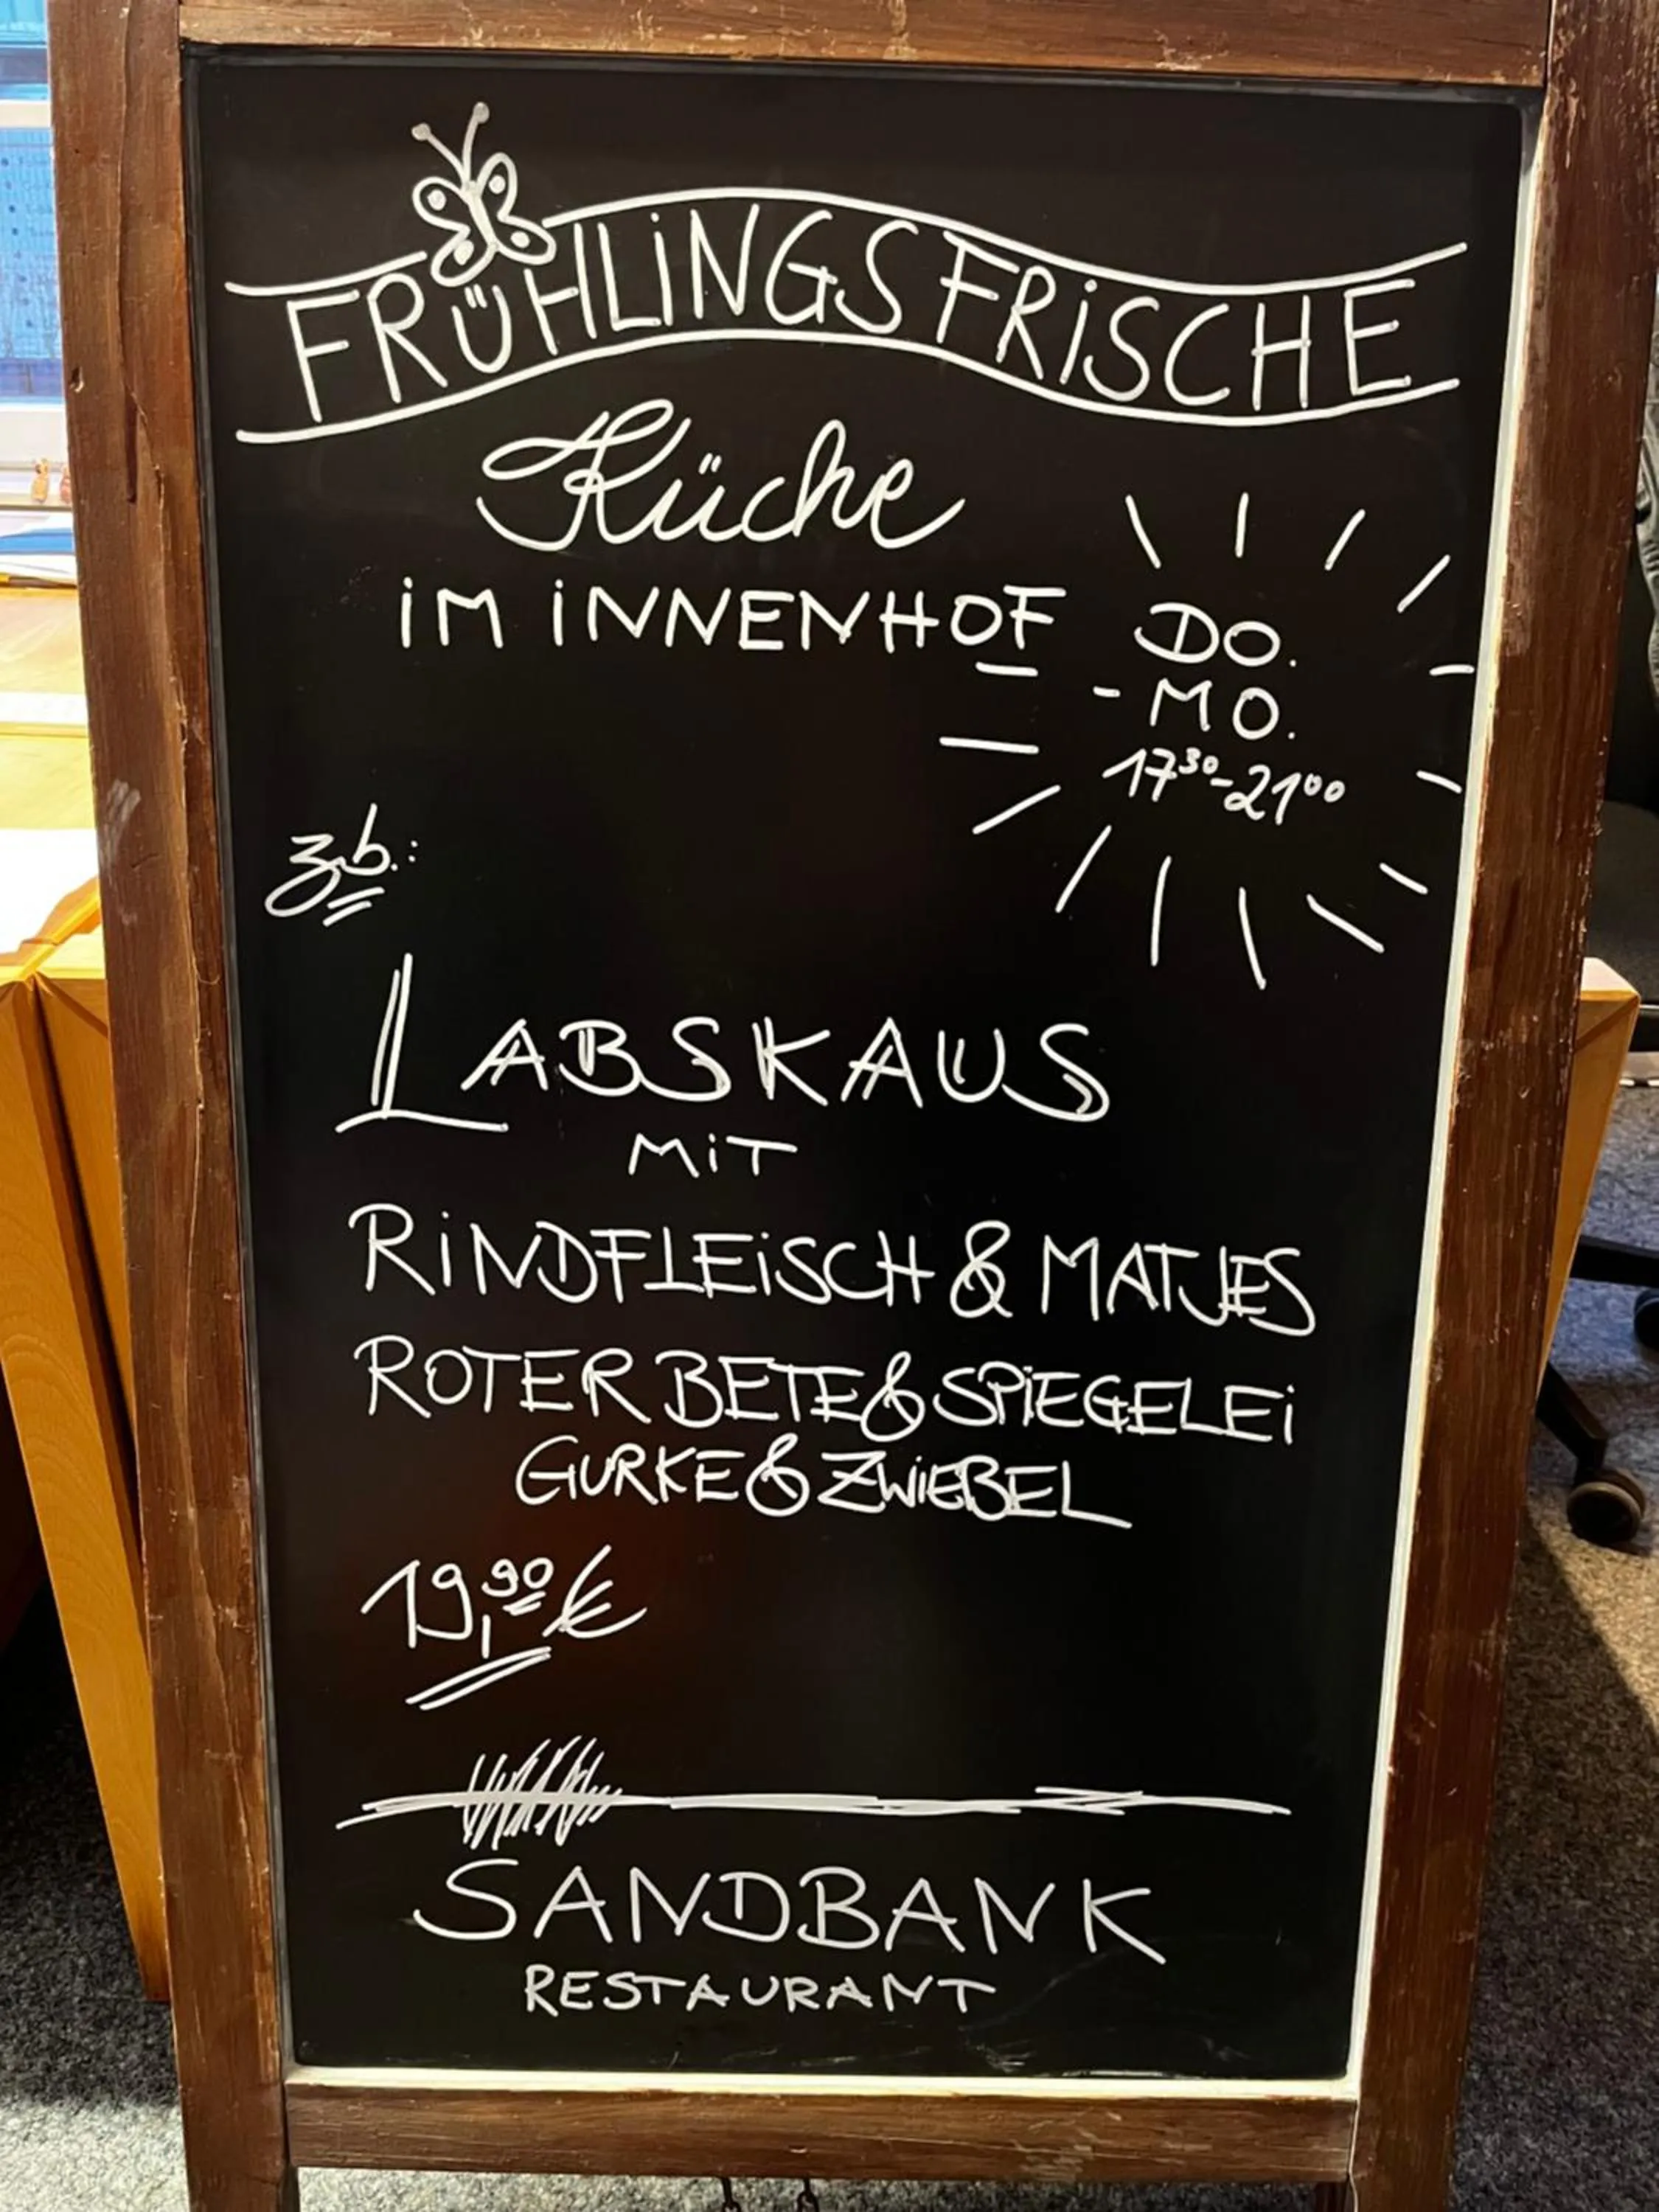 FRÜHLINGSFRISCHE
Küche
IM INNENHOF
DO.
- MO.
17³⁰-21⁰⁰
z.b.:
LABSKAUS
MIT
RINDFLEISCH & MATJES
ROTER BETE & SPIEGELEI
GURKE & ZWIEBEL
19,⁹⁰ €
SANDBANK
RESTAURANT